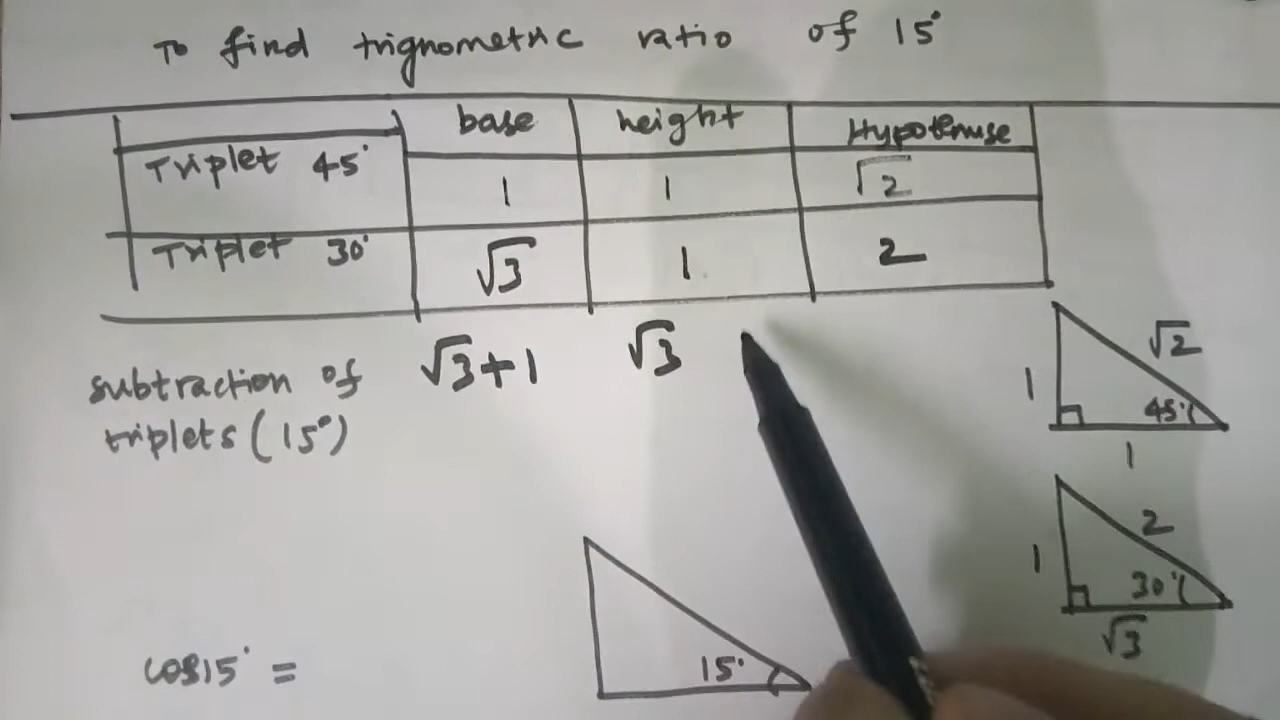 To find trignometric ratio of 15°
base height Hypotenuse
Triplet 45° 1 1 √2
Triplet 30° √3 1 2
subtraction of triplets (15°) √3+1 √3
√2
1
45°
1
2
1
30°
√3
15°
cos15° =